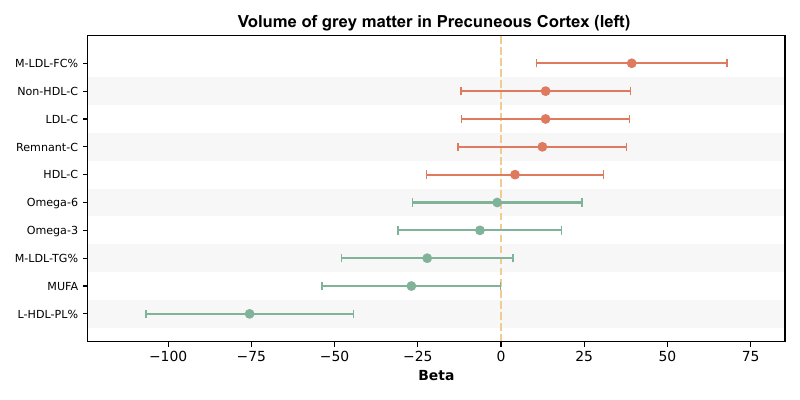 Volume of grey matter in Precuneous Cortex (left)
M-LDL-FC%
Non-HDL-C
LDL-C
Remnant-C
HDL-C
Omega-6
Omega-3
M-LDL-TG%
MUFA
L-HDL-PL%
−100 −75 −50 −25 0 25 50 75
Beta